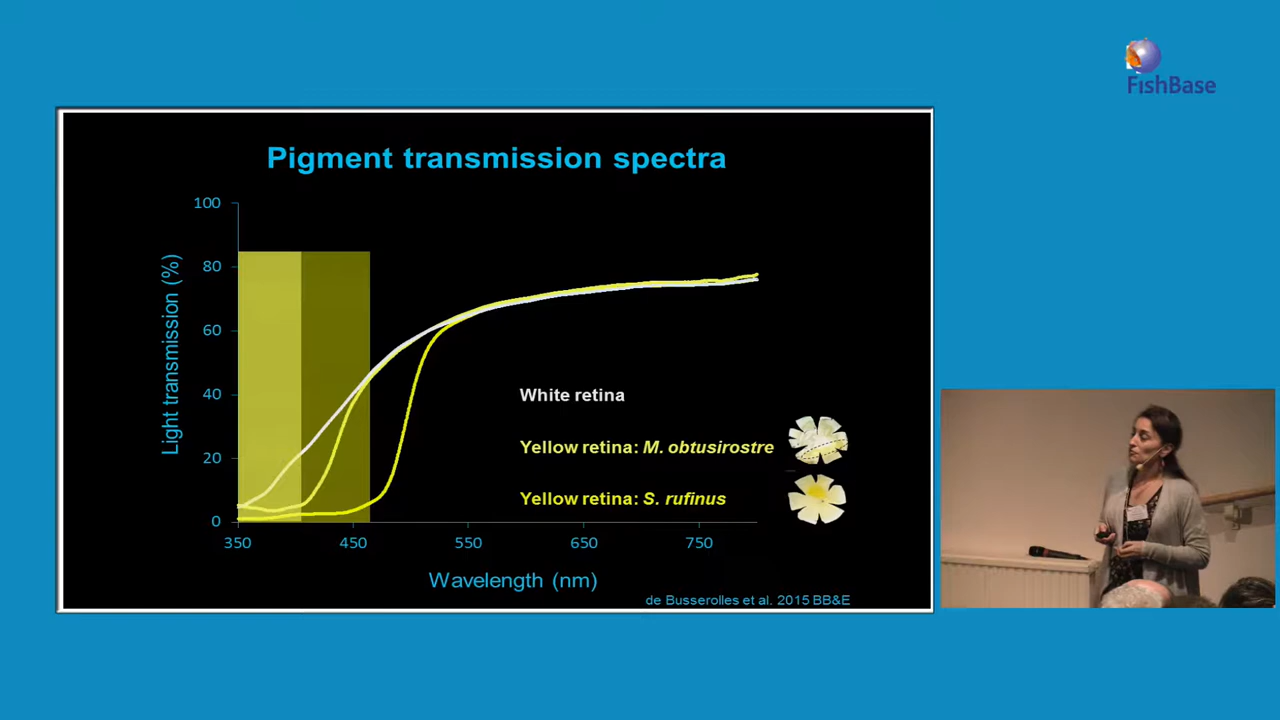 FishBase
Pigment transmission spectra
Light transmission (%)
100
80
60
40
20
0
350
450
550
650
750
Wavelength (nm)
White retina
Yellow retina: M. obtusirostre
Yellow retina: S. rufinus
de Busserolles et al. 2015 BB&E